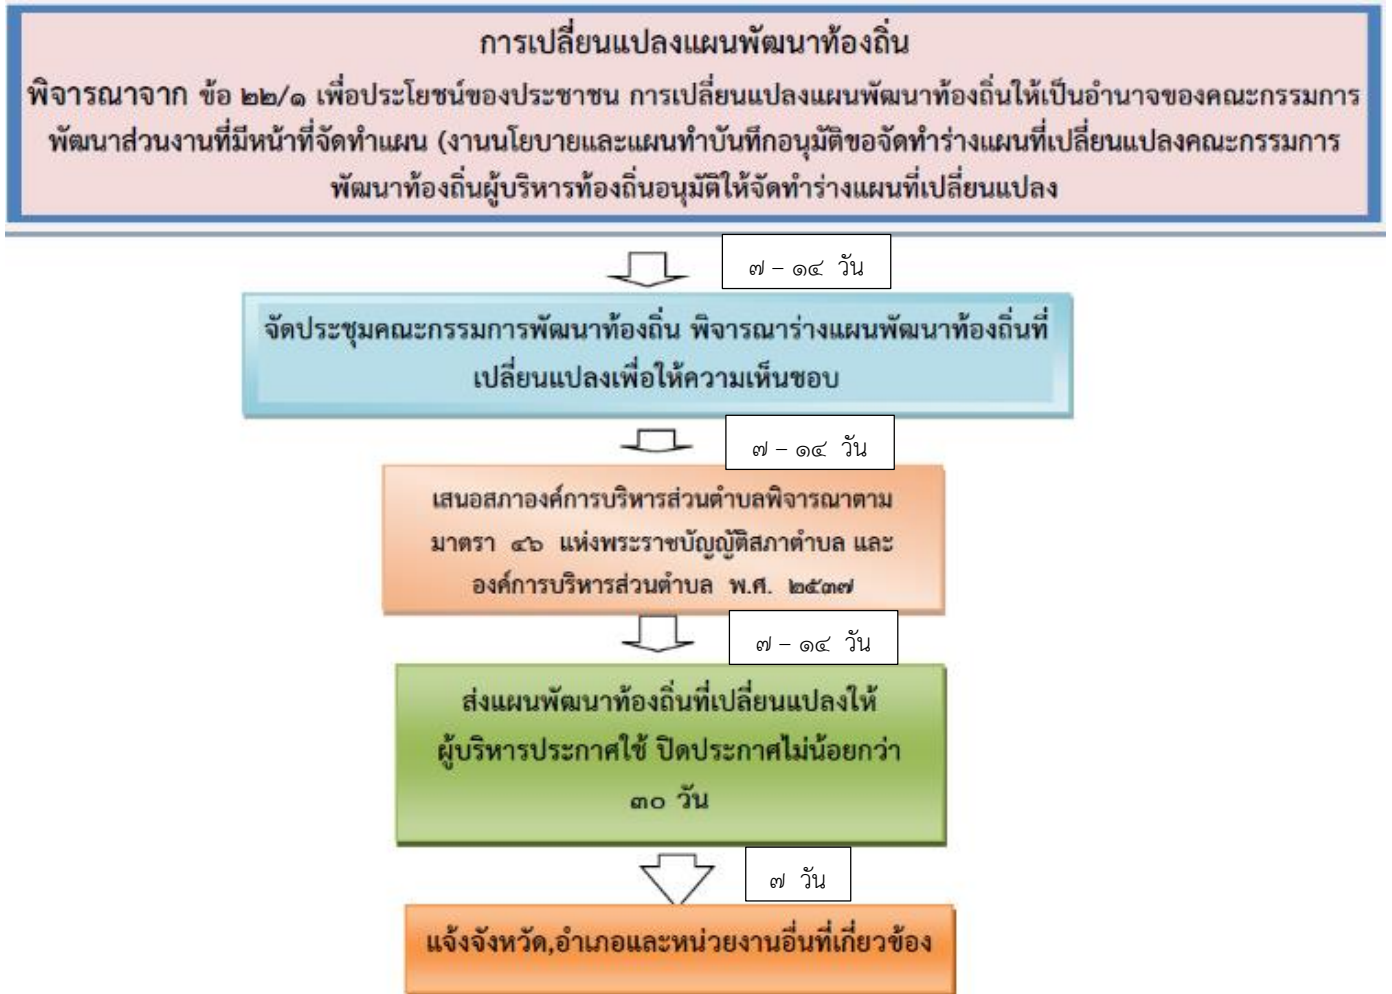 การเปลี่ยนแปลงแผนพัฒนาท้องถิ่น
พิจารณาจาก ข้อ ๒๒/๑ เพื่อประโยชน์ของประชาชน การเปลี่ยนแปลงแผนพัฒนาท้องถิ่นให้เป็นอำนาจของคณะกรรมการ
พัฒนาส่วนงานที่มีหน้าที่จัดทำแผน (งานนโยบายและแผนทำบันทึกอนุมัติขอจัดทำร่างแผนที่เปลี่ยนแปลงคณะกรรมการ
พัฒนาท้องถิ่นผู้บริหารท้องถิ่นอนุมัติให้จัดทำร่างแผนที่เปลี่ยนแปลง
๗ – ๑๔ วัน
จัดประชุมคณะกรรมการพัฒนาท้องถิ่น พิจารณาร่างแผนพัฒนาท้องถิ่นที่
เปลี่ยนแปลงเพื่อให้ความเห็นชอบ
๗ – ๑๔ วัน
เสนอสภาองค์การบริหารส่วนตำบลพิจารณาตาม
มาตรา ๔๖ แห่งพระราชบัญญัติสภาตำบล และ
องค์การบริหารส่วนตำบล พ.ศ. ๒๕๓๗
๗ – ๑๔ วัน
ส่งแผนพัฒนาท้องถิ่นที่เปลี่ยนแปลงให้
ผู้บริหารประกาศใช้ ปิดประกาศไม่น้อยกว่า
๓๐ วัน
๗ วัน
แจ้งจังหวัด,อำเภอและหน่วยงานอื่นที่เกี่ยวข้อง